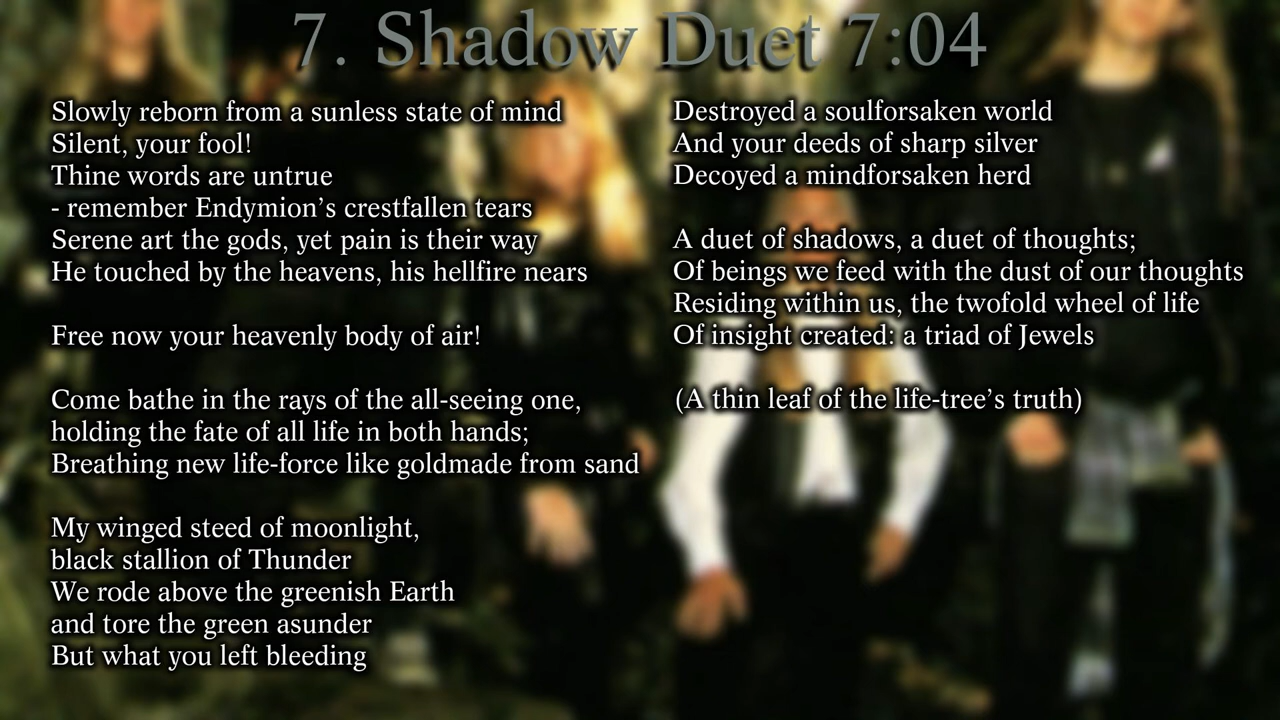 7. Shadow Duet 7:04
Slowly reborn from a sunless state of mind
Silent, your fool!
Thine words are untrue
- remember Endymion's crestfallen tears
Serene art the gods, yet pain is their way
He touched by the heavens, his hellfire nears
Free now your heavenly body of air!
Come bathe in the rays of the all-seeing one,
holding the fate of all life in both hands;
Breathing new life-force like goldmade from sand
My winged steed of moonlight,
black stallion of Thunder
We rode above the greenish Earth
and tore the green asunder
But what you left bleeding
Destroyed a soulforsaken world
And your deeds of sharp silver
Decoyed a mindforsaken herd
A duet of shadows, a duet of thoughts;
Of beings we feed with the dust of our thoughts
Residing within us, the twofold wheel of life
Of insight created: a triad of Jewels
(A thin leaf of the life-tree's truth)